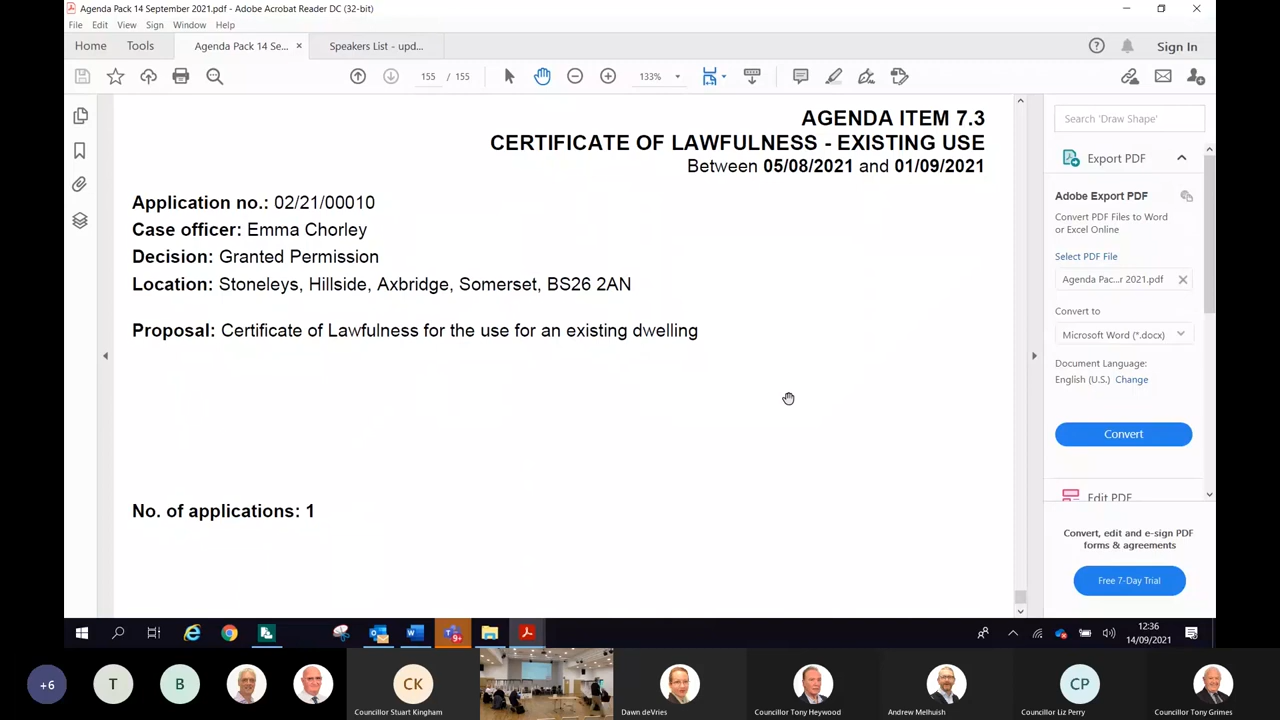 Agenda Pack 14 September 2021.pdf - Adobe Acrobat Reader DC (32-bit)
File Edit View Sign Window Help
Home Tools Agenda Pack 14 Se... × Speakers List - upd... Sign In
155 / 155 133%
AGENDA ITEM 7.3
CERTIFICATE OF LAWFULNESS - EXISTING USE
Between 05/08/2021 and 01/09/2021
Application no.: 02/21/00010
Case officer: Emma Chorley
Decision: Granted Permission
Location: Stoneleys, Hillside, Axbridge, Somerset, BS26 2AN
Proposal: Certificate of Lawfulness for the use for an existing dwelling
No. of applications: 1
Search 'Draw Shape'
Export PDF
Adobe Export PDF
Convert PDF Files to Word
or Excel Online
Select PDF File
Agenda Pac...r 2021.pdf
Convert to
Microsoft Word (*.docx)
Document Language:
English (U.S.) Change
Convert
Edit PDF
Convert, edit and e-sign PDF
forms & agreements
Free 7-Day Trial
9+
12:36
14/09/2021
+6 T B CK CP
Councillor Stuart Kingham Dawn deVries Councillor Tony Heywood Andrew Melhuish Councillor Liz Perry Councillor Tony Grimes